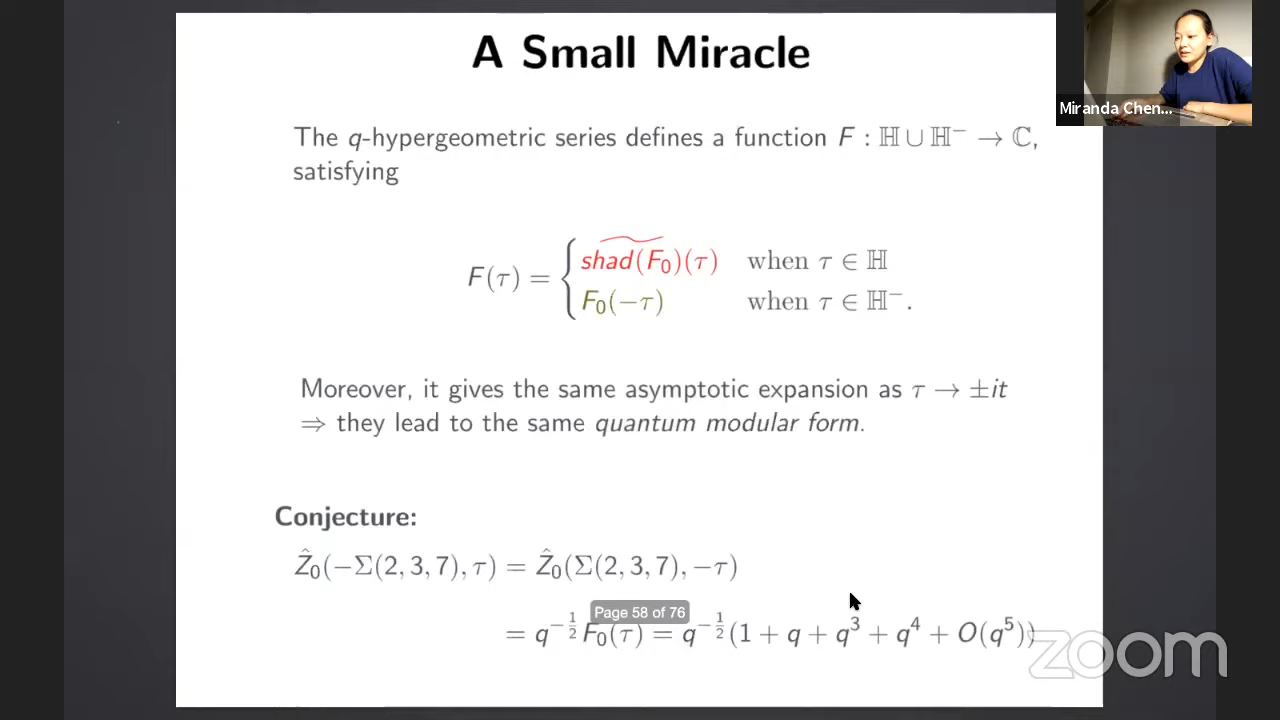 A Small Miracle
Miranda Chen...
The q-hypergeometric series defines a function F : ℍ ∪ ℍ⁻ → ℂ,
satisfying
F(τ) = { \widetilde{shad(F₀)}(τ) when τ ∈ ℍ
F₀(−τ) when τ ∈ ℍ⁻.
Moreover, it gives the same asymptotic expansion as τ → ±it
⇒ they lead to the same quantum modular form.
Conjecture:
Ẑ₀(−Σ(2, 3, 7), τ) = Ẑ₀(Σ(2, 3, 7), −τ)
Page 58 of 76
= q^{−1/2} F₀(τ) = q^{−1/2}(1 + q + q³ + q⁴ + O(q⁵))
zoom